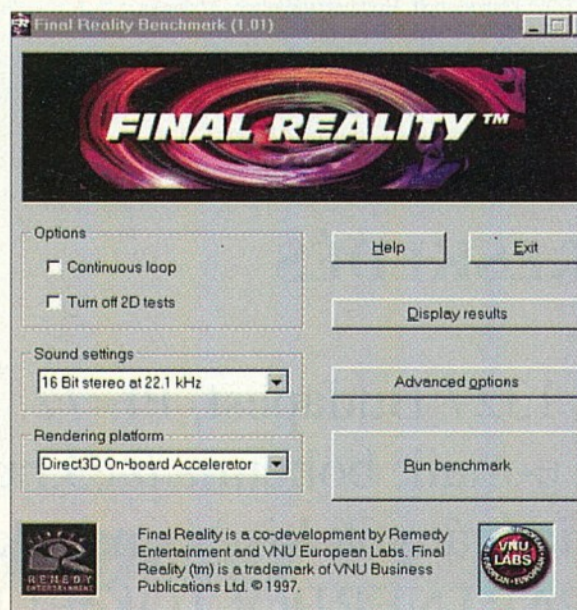 Final Reality Benchmark (1.01)
FINAL REALITY™
Options
Continuous loop
Turn off 2D tests
Help
Exit
Display results
Sound settings
16 Bit stereo at 22.1 kHz
Advanced options
Rendering platform
Direct3D On-board Accelerator
Run benchmark
REMEDY
ENTERTAINMENT
Final Reality is a co-development by Remedy
Entertainment and VNU European Labs. Final
Reality (tm) is a trademark of VNU Business
Publications Ltd. © 1997.
VNU
LABS